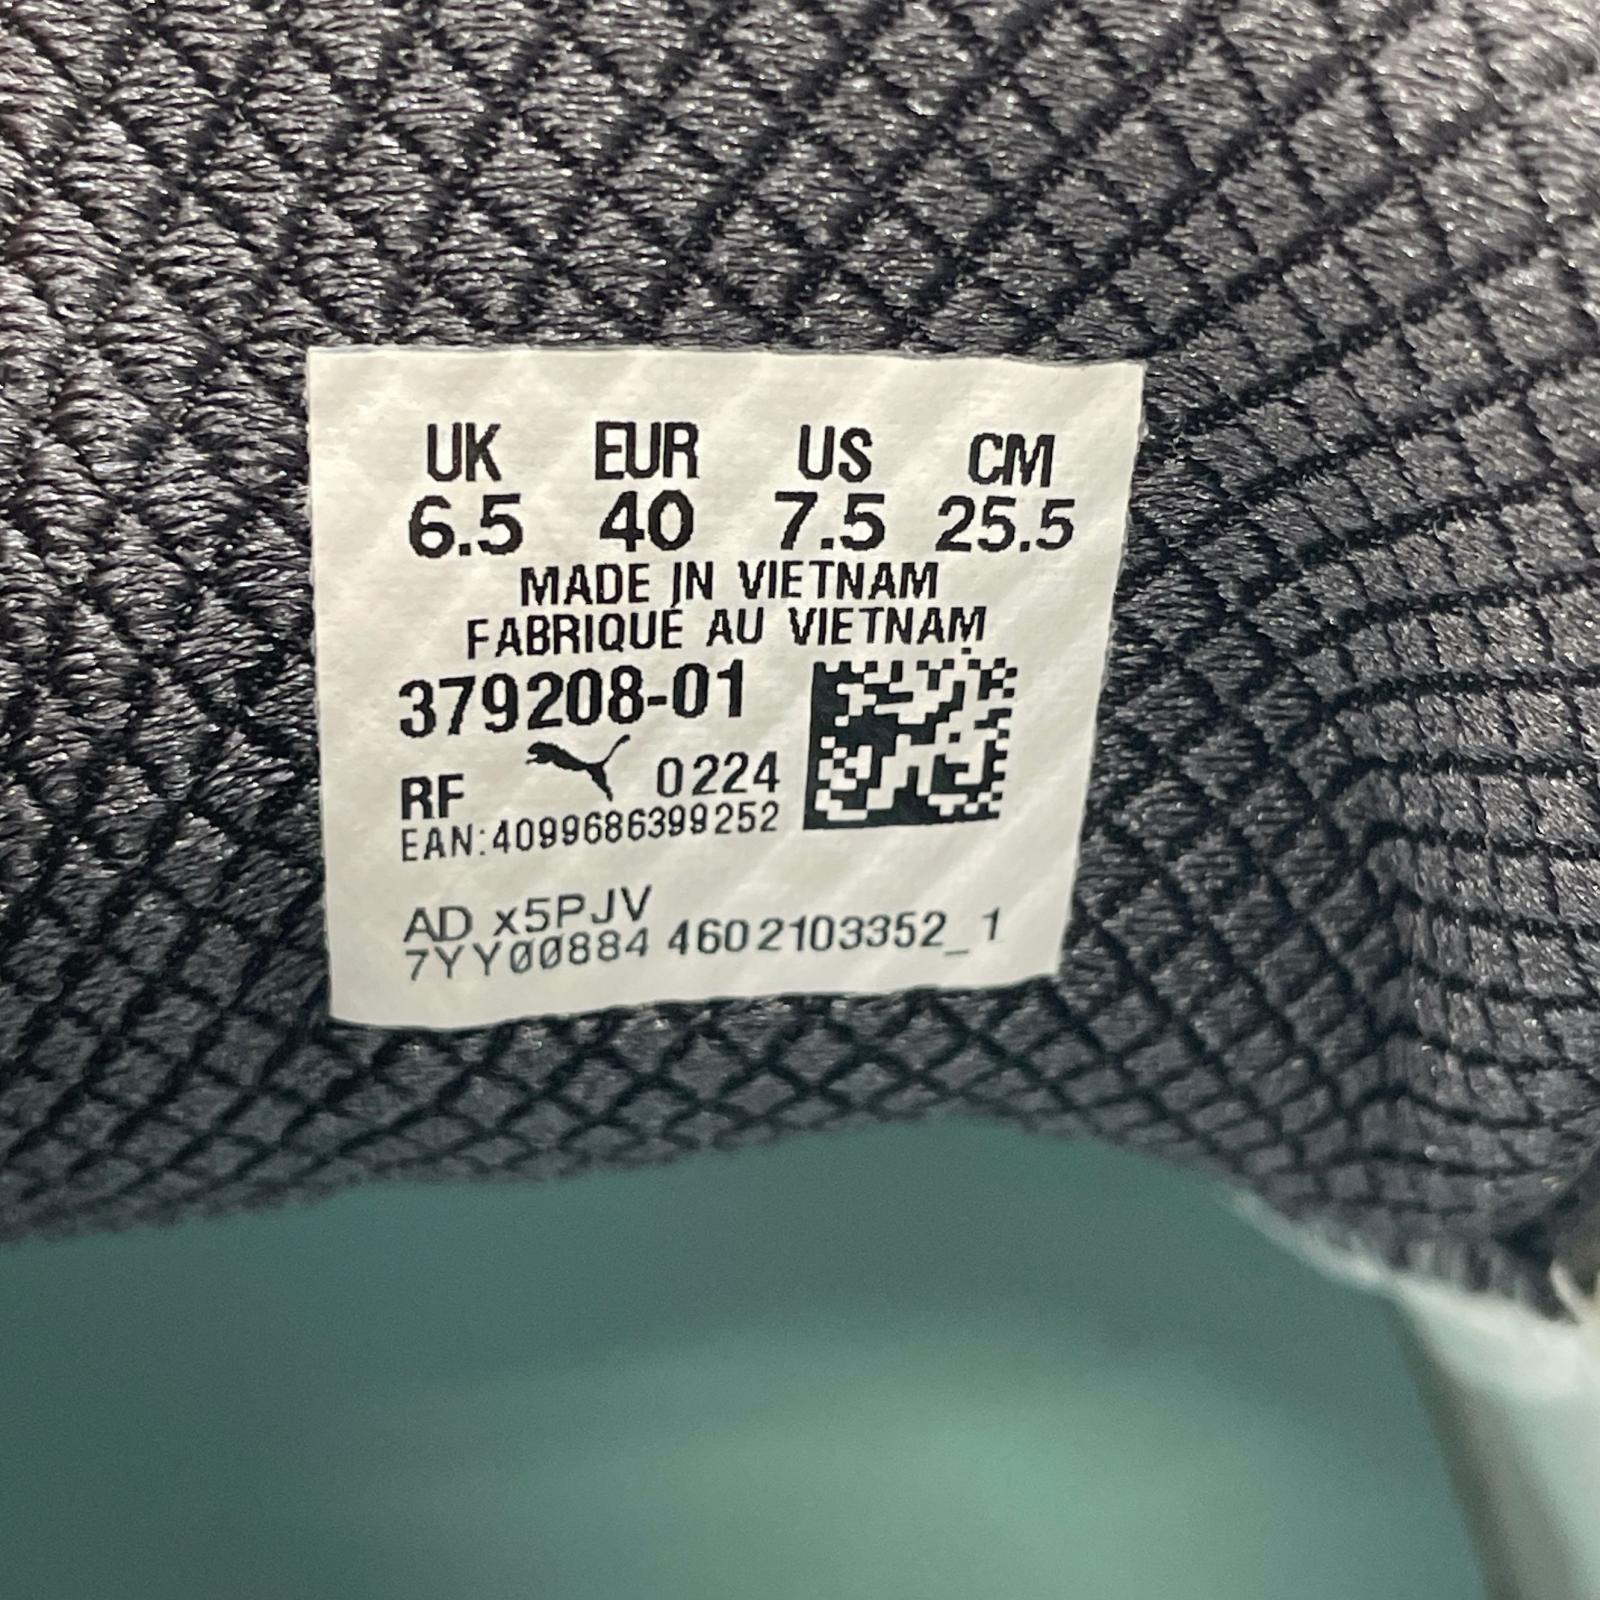 UK EUR US CM
6.5 40 7.5 25.5
MADE IN VIETNAM
FABRIQUÉ AU VIETNAM
379208-01
RF 0224
EAN:4099686399252
AD x5PJV
7YY00884 4602103352_1